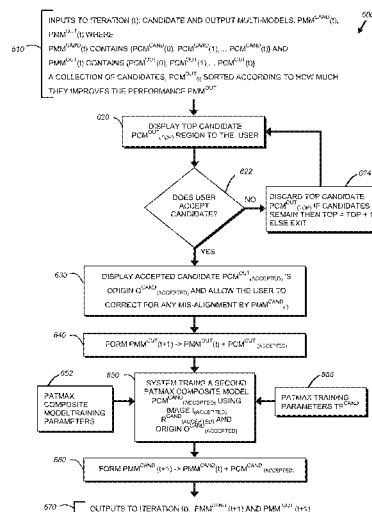 600
610
INPUTS TO ITERATION (t): CANDIDATE AND OUTPUT MULTI-MODELS, PMM^CAND(t),
PMM^OUT(t) WHERE
PMM^CAND(t) CONTAINS {PCM^CAND(0), PCM^CAND(1), ... PCM^CAND(t)} AND
PMM^OUT(t) CONTAINS {PCM^OUT(0), PCM^OUT(1), .. PCM^OUT(t)}
A COLLECTION OF CANDIDATES, PCM^OUT SORTED ACCORDING TO HOW MUCH
THEY IMPROVES THE PERFORMANCE PMM^OUT
620
DISPLAY TOP CANDIDATE
PCM^OUT(TOP) REGION TO THE USER
622
624
DOES USER
ACCEPT
CANDIDATE?
NO
YES
DISCARD TOP CANDIDATE
PCM^OUT(TOP). IF CANDIDATES
REMAIN THEN TOP = TOP + 1
ELSE EXIT
630
DISPLAY ACCEPTED CANDIDATE PCM^OUT(ACCEPTED)'S
ORIGIN O^CAND(ACCEPTED) AND ALLOW THE USER TO
CORRECT FOR ANY MIS-ALIGNMENT BY PMM^CAND
640
FORM PMM^OUT(t+1) -> PMM^OUT(t) + PCM^OUT(ACCEPTED)
652
PATMAX
COMPOSITE
MODEL TRAINING
PARAMETERS
650
SYSTEM TRAINS A SECOND
PATMAX COMPOSITE MODEL
PCM^CAND(ACCEPTED) USING
IMAGE I(ACCEPTED)
R^CAND(ACCEPTED) AND
ORIGIN O^CAND(ACCEPTED)
PATMAX TRAINING
PARAMETERS TP^CAND
660
FORM PMM^CAND(t+1) -> PMM^CAND(t) + PCM^CAND(ACCEPTED)
670
OUTPUTS TO ITERATION (t), PMM^CAND(t+1) AND PMM^OUT(t+1)